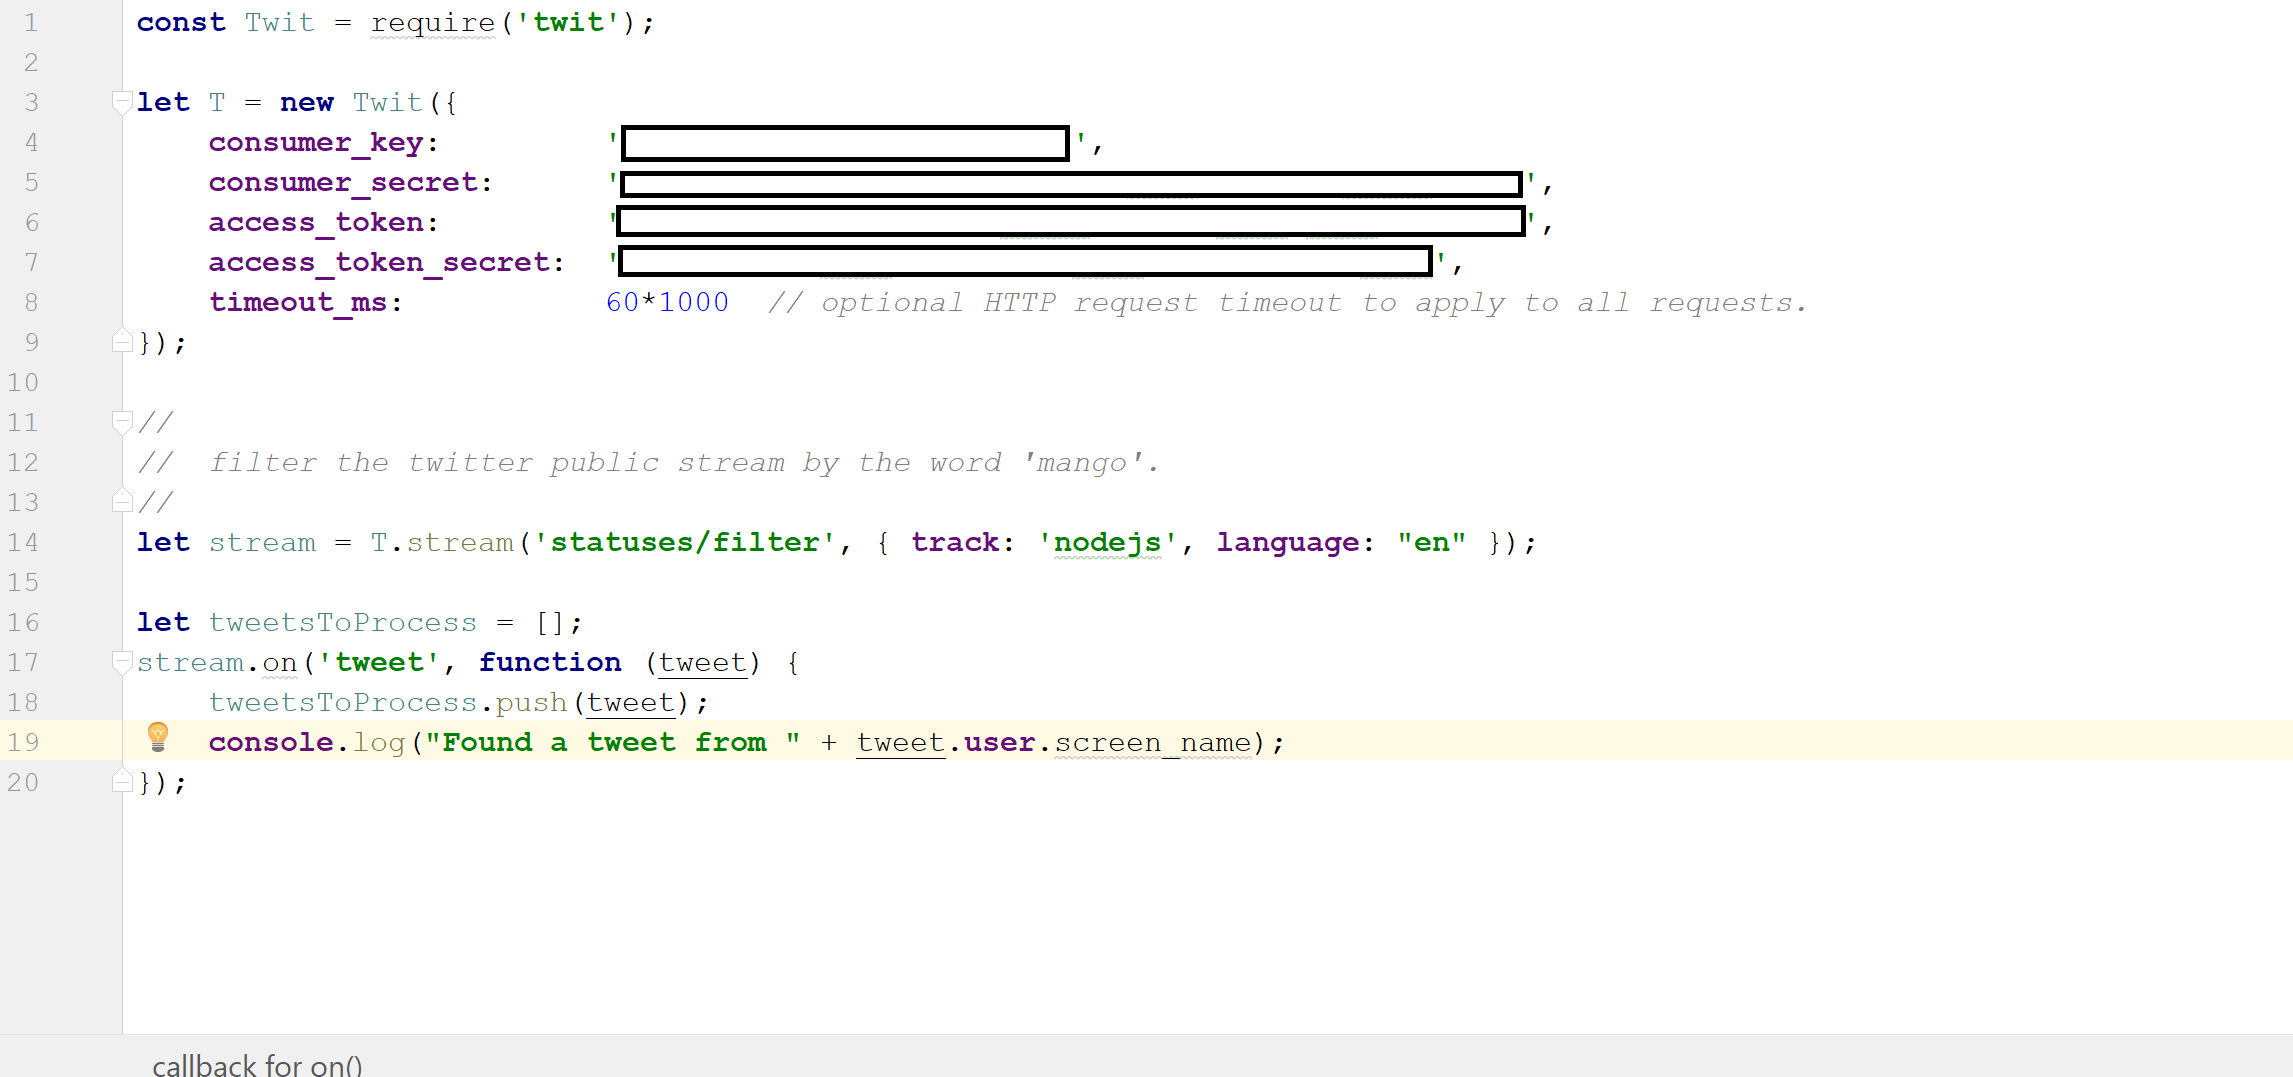 1 const Twit = require('twit');
2
3 let T = new Twit({
4 consumer_key: '',
5 consumer_secret: '',
6 access_token: '',
7 access_token_secret: '',
8 timeout_ms: 60*1000 // optional HTTP request timeout to apply to all requests.
9 });
10
11 //
12 // filter the twitter public stream by the word 'mango'.
13 //
14 let stream = T.stream('statuses/filter', { track: 'nodejs', language: "en" });
15
16 let tweetsToProcess = [];
17 stream.on('tweet', function (tweet) {
18 tweetsToProcess.push(tweet);
19 console.log("Found a tweet from " + tweet.user.screen_name);
20 });
callback for on()